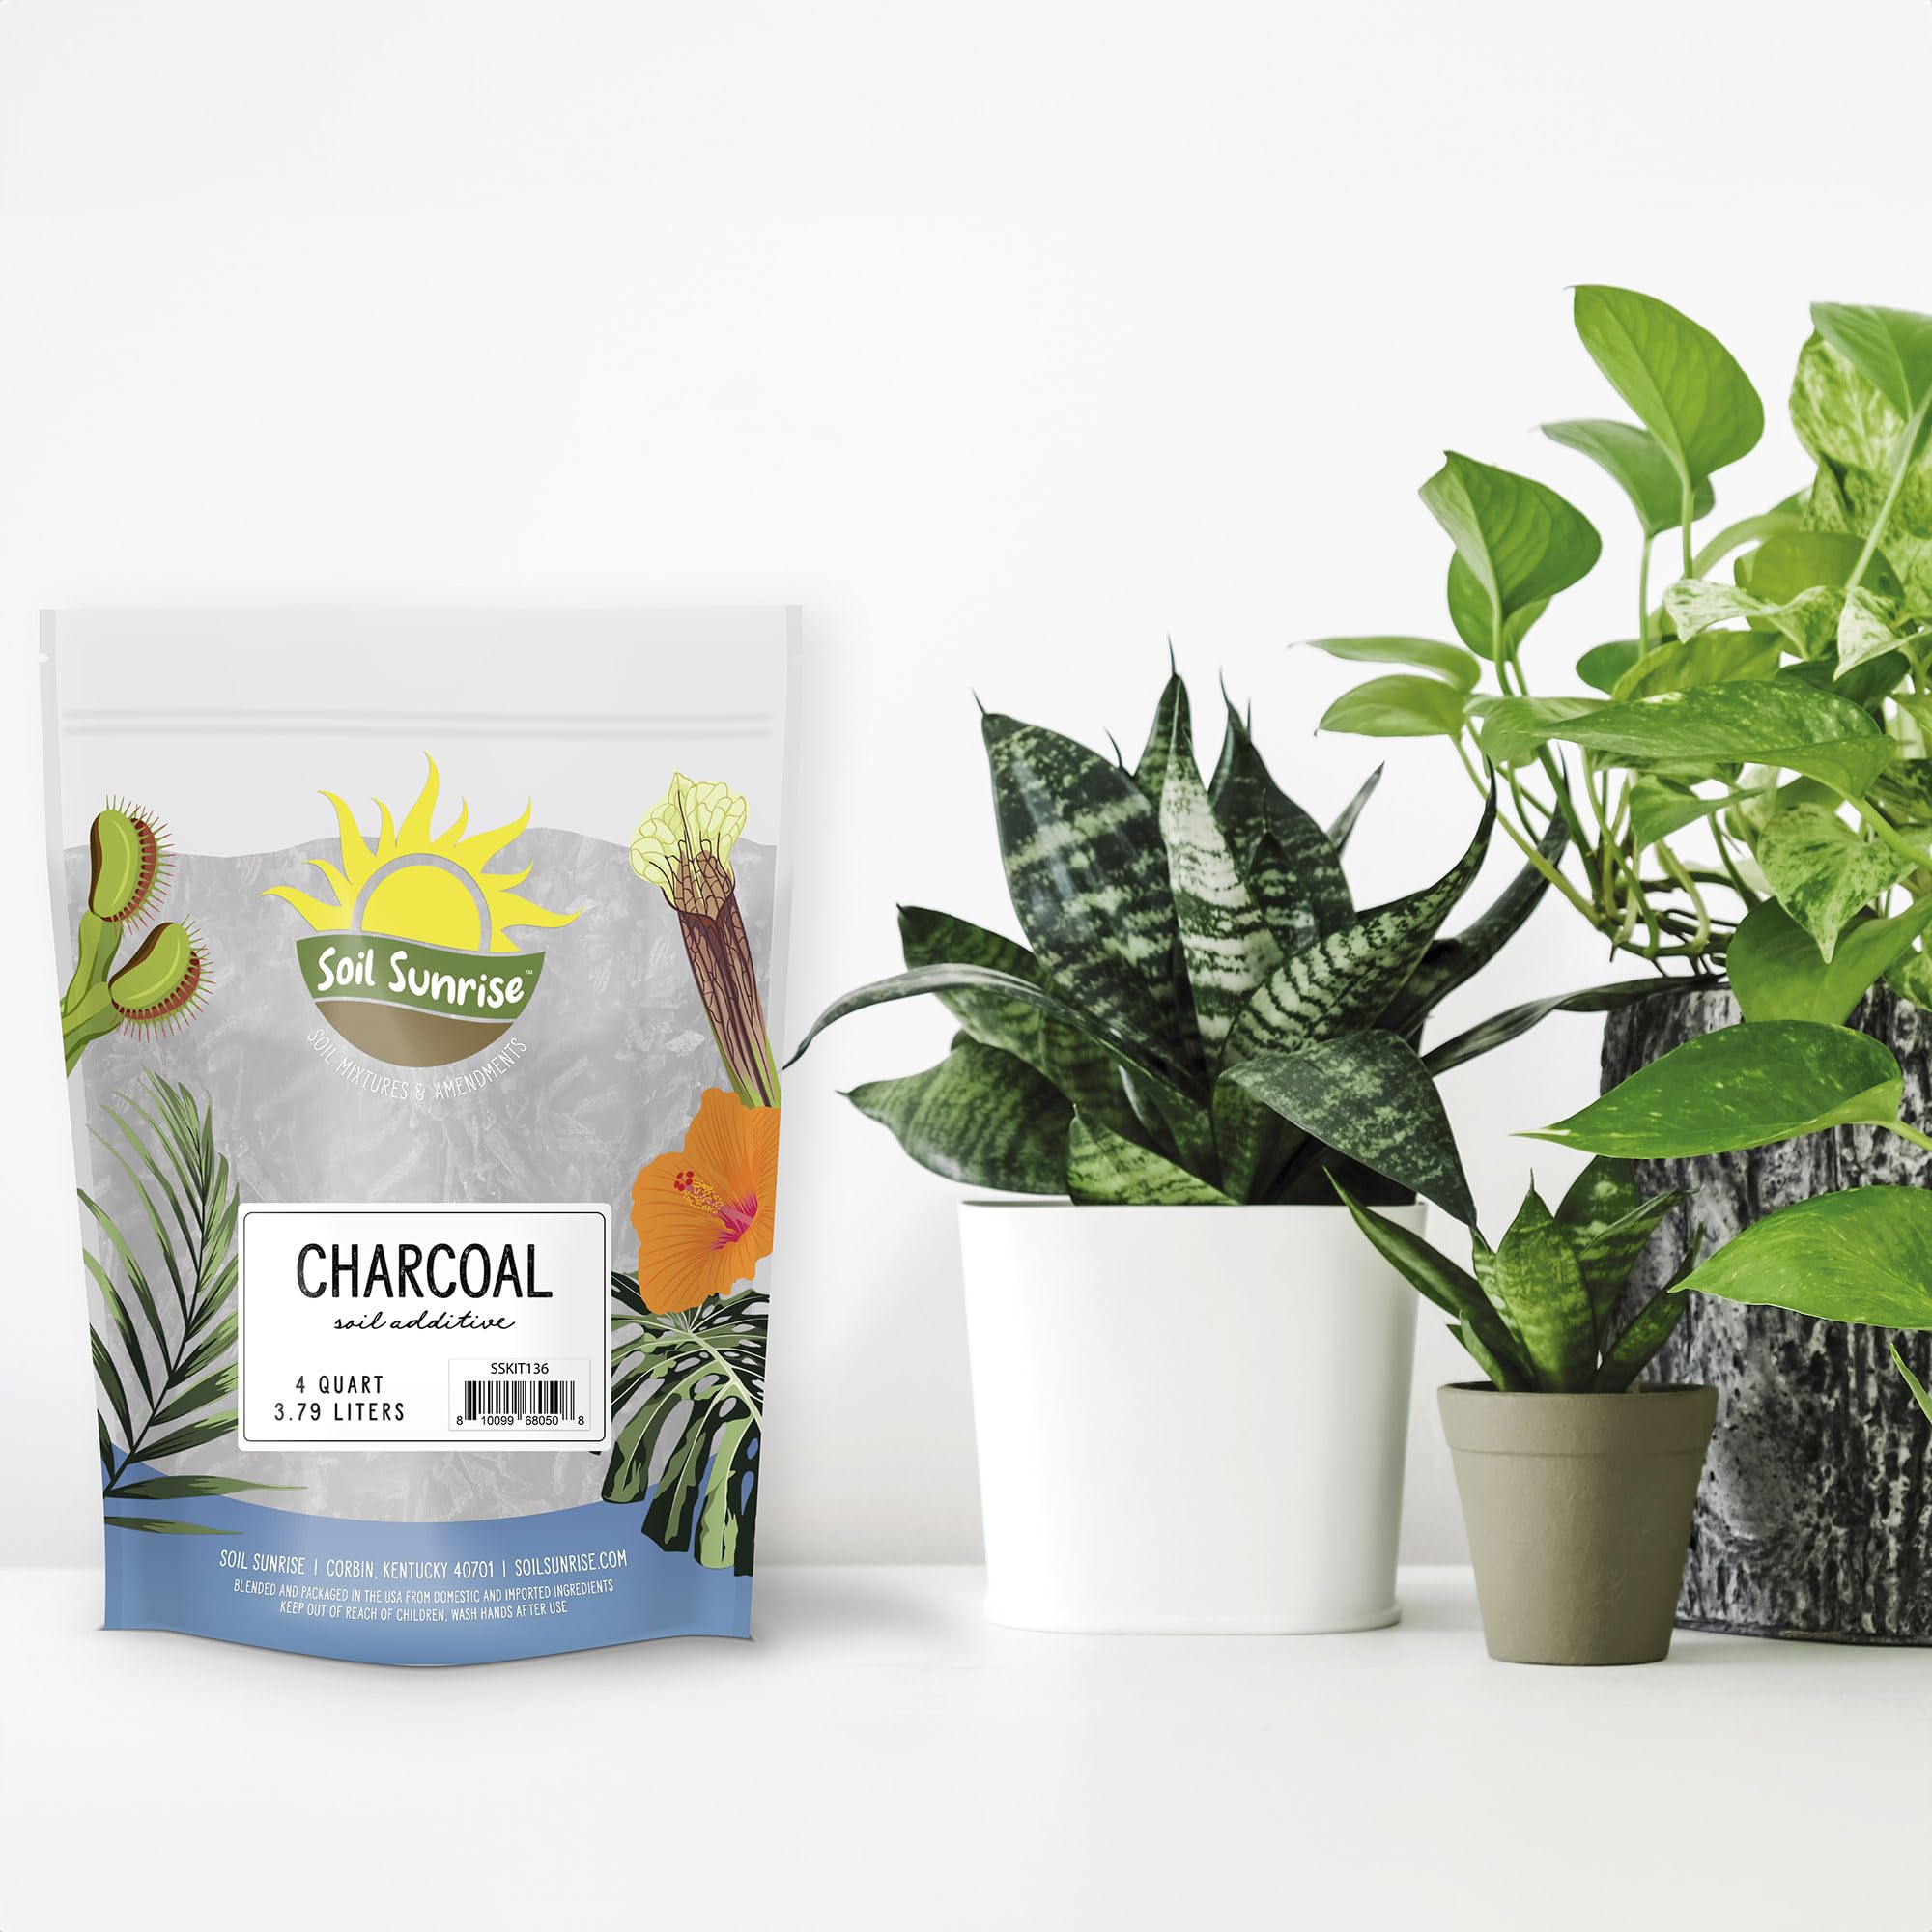 Soil Sunrise™
SOIL MIXTURES & AMENDMENTS
CHARCOAL
soil additive
4 QUART
3.79 LITERS
SSKIT136
8 10099 68050 8
SOIL SUNRISE | CORBIN, KENTUCKY 40701 | SOILSUNRISE.COM
BLENDED AND PACKAGED IN THE USA FROM DOMESTIC AND IMPORTED INGREDIENTS
KEEP OUT OF REACH OF CHILDREN, WASH HANDS AFTER USE